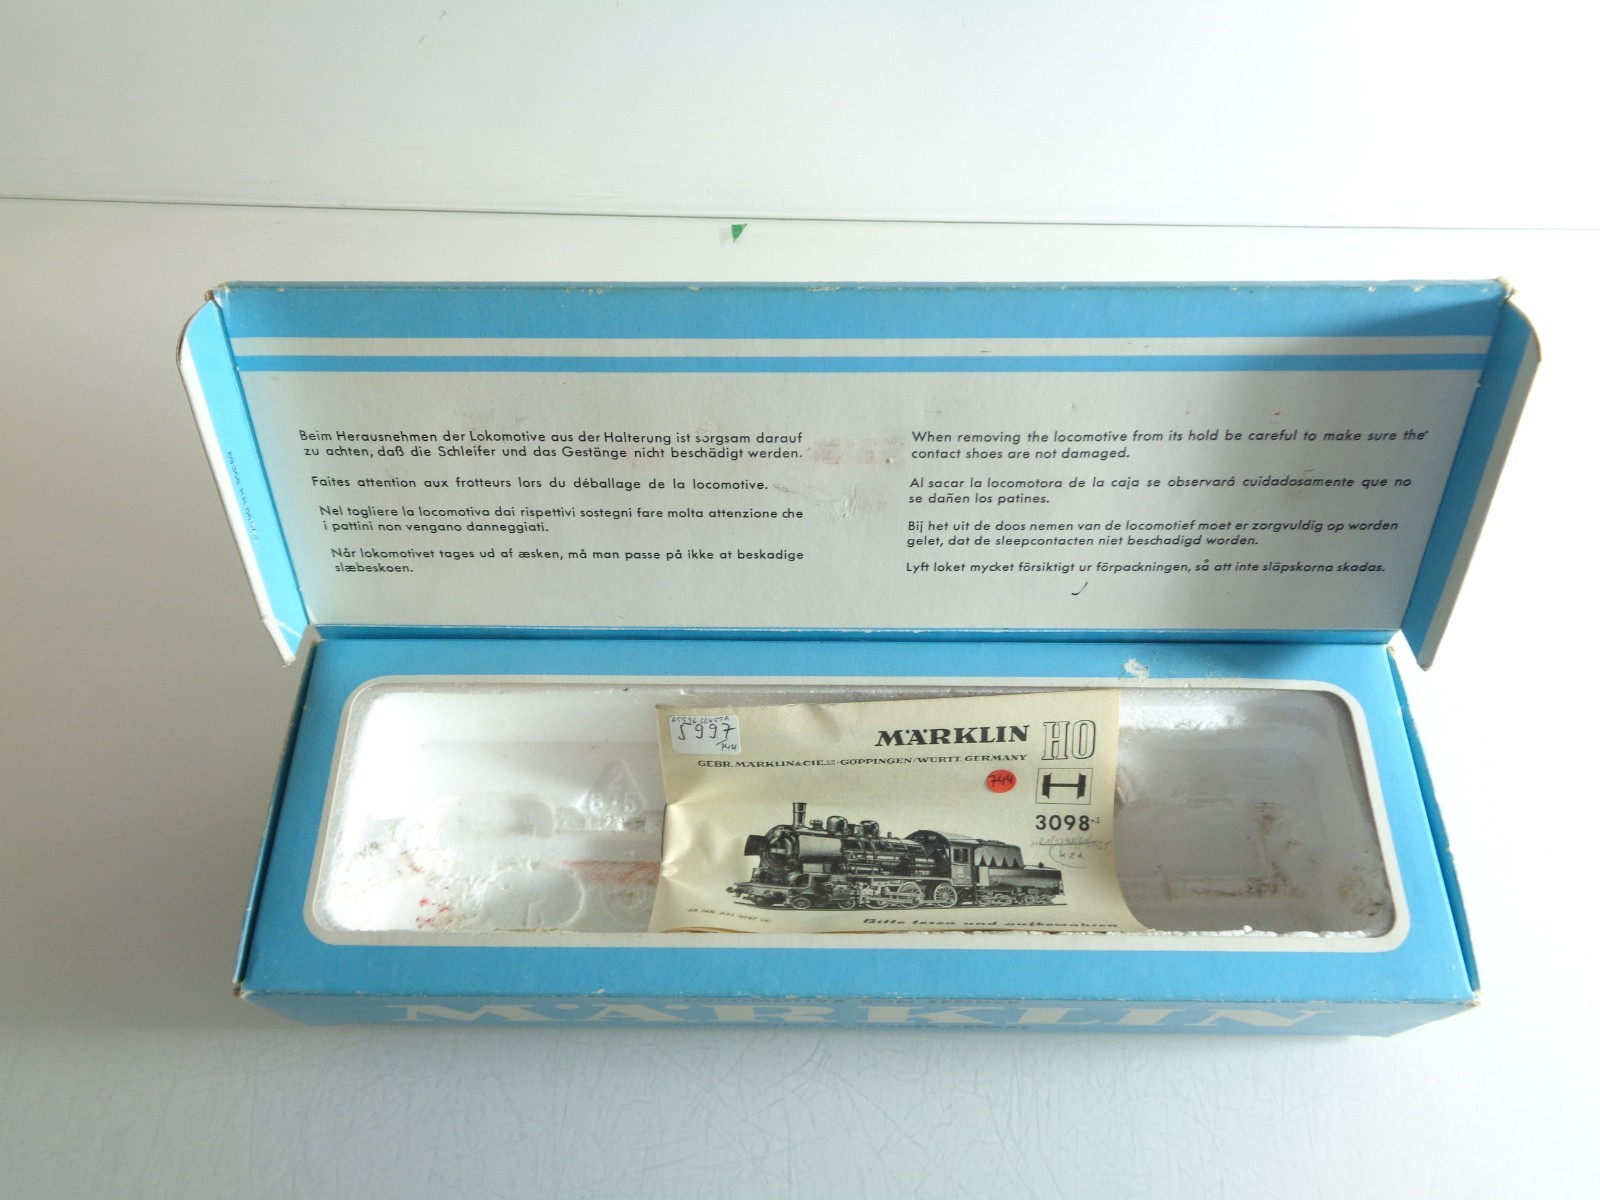 Beim Herausnehmen der Lokomotive aus der Halterung ist sorgsam darauf
zu achten, daß die Schleifer und das Gestänge nicht beschädigt werden.
Faites attention aux frotteurs lors du déballage de la locomotive.
Nel togliere la locomotiva dai rispettivi sostegni fare molta attenzione che
i pattini non vengano danneggiati.
Når lokomotivet tages ud af æsken, må man passe på ikke at beskadige
slæbeskoen.
When removing the locomotive from its hold be careful to make sure the
contact shoes are not damaged.
Al sacar la locomotora de la caja se observará cuidadosamente que no
se dañen los patines.
Bij het uit de doos nemen van de locomotief moet er zorgvuldig op worden
gelet, dat de sleepcontacten niet beschadigd worden.
Lyft loket mycket försiktigt ur förpackningen, så att inte släpskorna skadas.
5997
744
MÄRKLIN HO
GEBR. MÄRKLIN & CIE. GÖPPINGEN/WÜRTT. GERMANY
744
3098
Bitte lesen und aufbewahren
MÄRKLIN